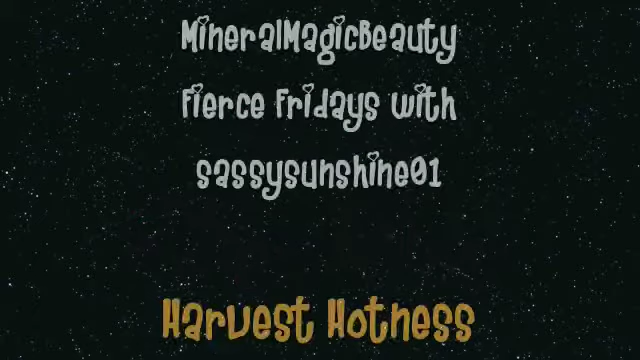 MineralMagicBeauty
Fierce Fridays with
sassysunshine01
Harvest Hotness